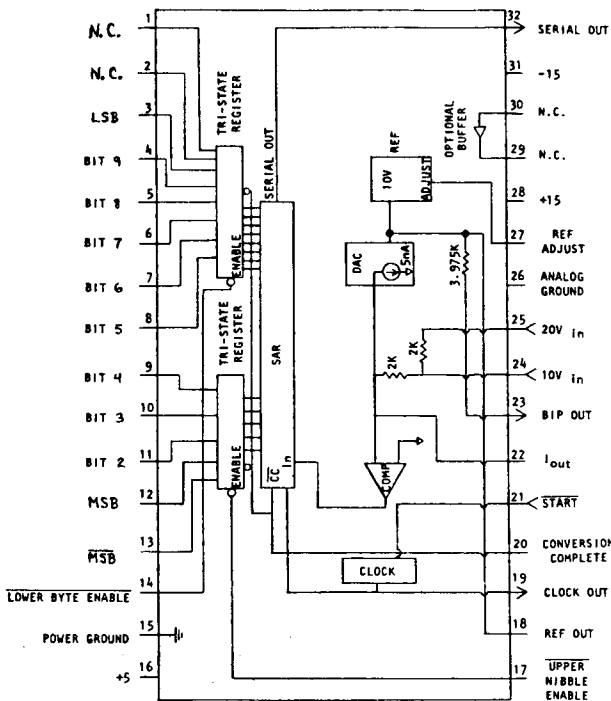 1
N.C.
2
N.C.
3
LSB
4
BIT 9
5
BIT 8
6
BIT 7
7
BIT 6
8
BIT 5
9
BIT 4
10
BIT 3
11
BIT 2
12
MSB
13
MSB
14
LOWER BYTE ENABLE
15
POWER GROUND
16
+5
TRI-STATE
REGISTER
ENABLE
TRI-STATE
REGISTER
ENABLE
SERIAL OUT
SAR
CC
In
REF
10V
ADJUST
OPTIONAL
BUFFER
DAC
5nA
3.975K
2K
2K
COMP
CLOCK
32
SERIAL OUT
31
-15
30
N.C.
29
N.C.
28
+15
27
REF
ADJUST
26
ANALOG
GROUND
25
20V in
24
10V in
23
BIP OUT
22
Iout
21
START
20
CONVERSION
COMPLETE
19
CLOCK OUT
18
REF OUT
17
UPPER
NIBBLE
ENABLE